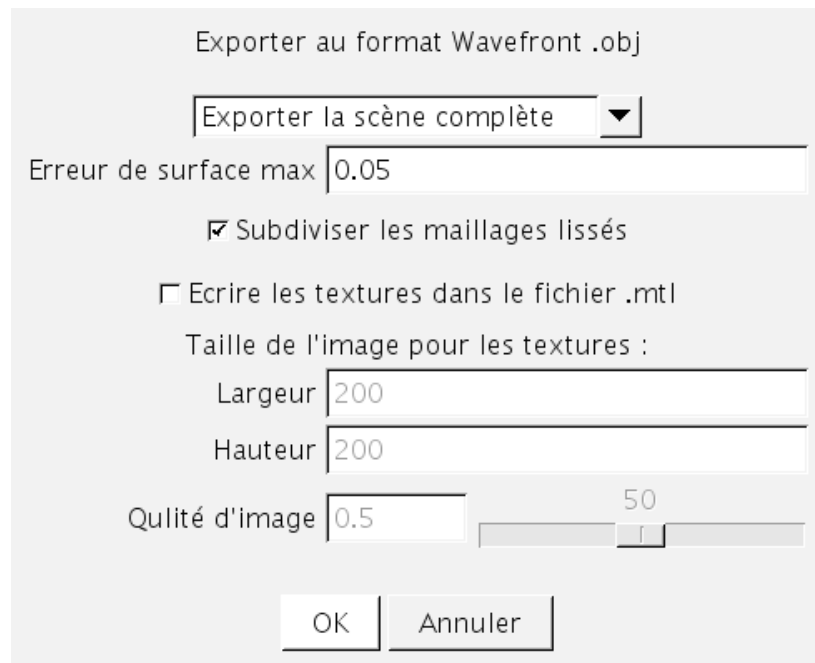 Exporter au format Wavefront .obj
Exporter la scène complète
Erreur de surface max 0.05
Subdiviser les maillages lissés
Ecrire les textures dans le fichier .mtl
Taille de l'image pour les textures :
Largeur 200
Hauteur 200
50
Qulité d'image 0.5
OK Annuler